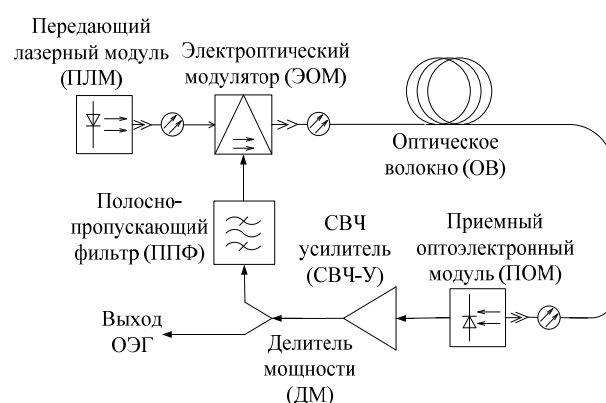 Передающий
лазерный модуль
(ПЛМ)
Электроптический
модулятор (ЭОМ)
Оптическое
волокно (ОВ)
Полосно-
пропускающий
фильтр (ППФ)
СВЧ
усилитель
(СВЧ-У)
Приемный
оптоэлектронный
модуль (ПОМ)
Выход
ОЭГ
Делитель
мощности
(ДМ)